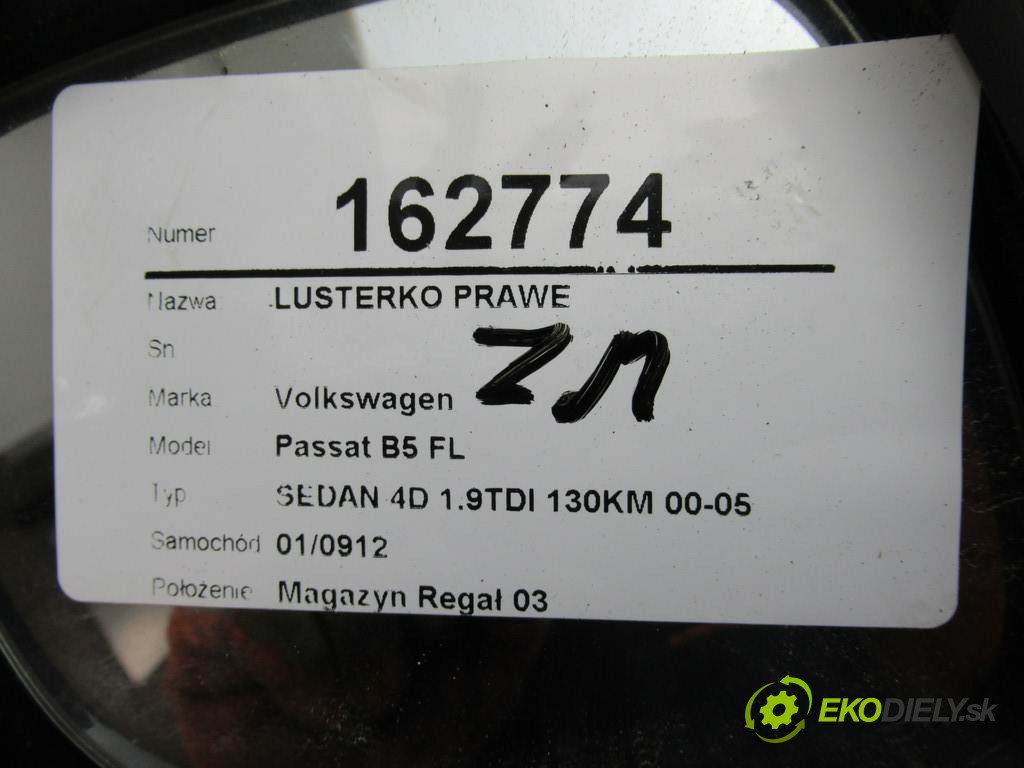 Numer 162774
Nazwa LUSTERKO PRAWE
Sn
Marka Volkswagen
Model Passat B5 FL
Typ SEDAN 4D 1.9TDI 130KM 00-05
Samochód 01/0912
Położenie Magazyn Regał 03
EKODIELY.sk